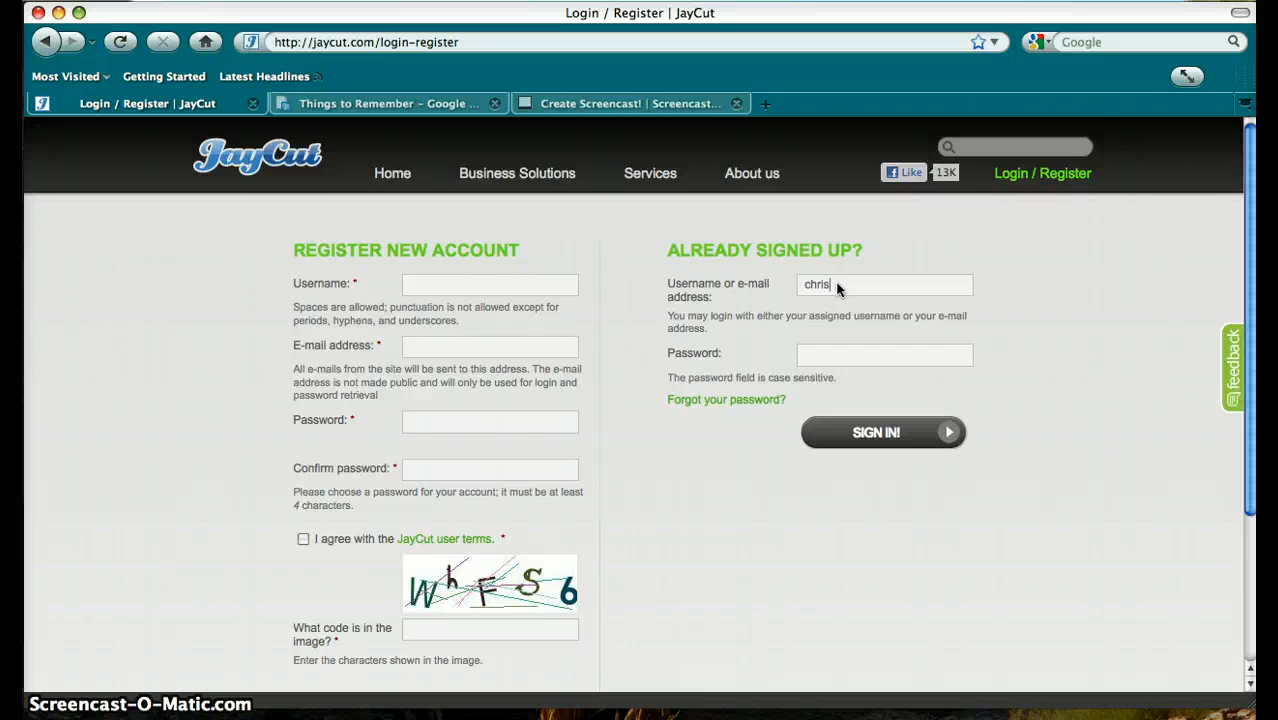 Login / Register | JayCut
http://jaycut.com/login-register
Google
Most Visited
Getting Started
Latest Headlines
Login / Register | JayCut
Things to Remember – Google ...
Create Screencast! | Screencast...
JayCut
Home
Business Solutions
Services
About us
Like
13K
Login / Register
REGISTER NEW ACCOUNT
Username: *
Spaces are allowed; punctuation is not allowed except for
periods, hyphens, and underscores.
E-mail address: *
All e-mails from the site will be sent to this address. The e-mail
address is not made public and will only be used for login and
password retrieval
Password: *
Confirm password: *
Please choose a password for your account; it must be at least
4 characters.
I agree with the JayCut user terms. *
WhFS6
What code is in the
image? *
Enter the characters shown in the image.
ALREADY SIGNED UP?
Username or e-mail
address:
chris
You may login with either your assigned username or your e-mail
address.
Password:
The password field is case sensitive.
Forgot your password?
SIGN IN!
feedback
Screencast-O-Matic.com